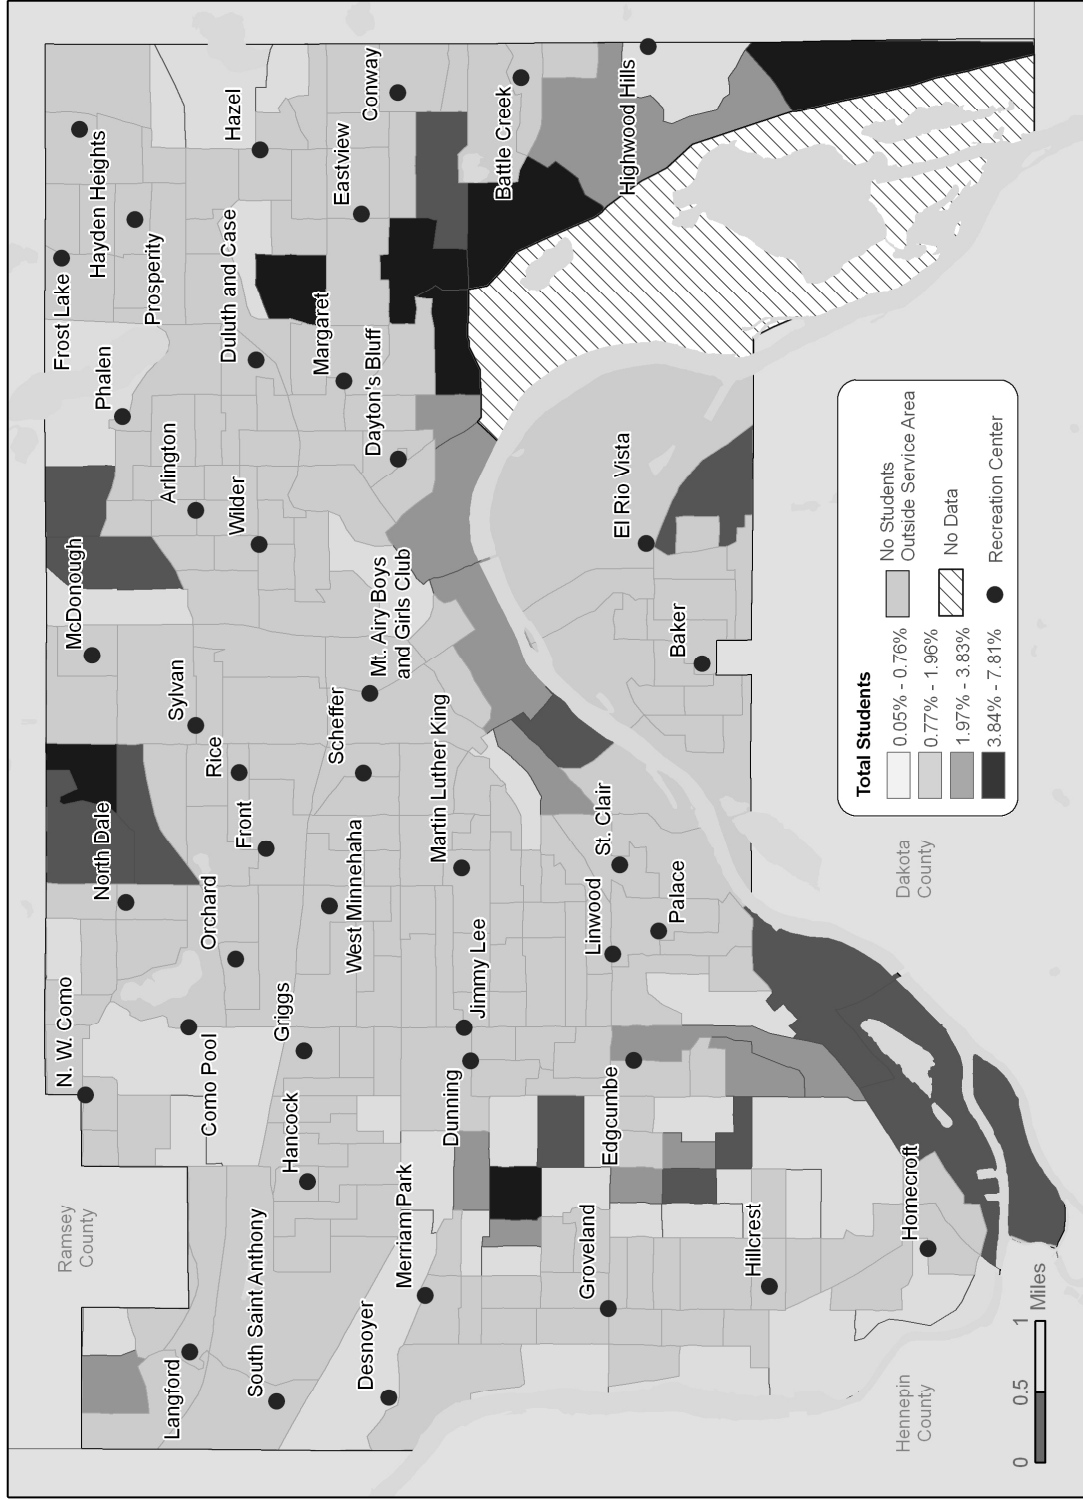 Ramsey
County
N. W. Como
Frost Lake
Hayden Heights
McDonough
Phalen
North Dale
Prosperity
Langford
Como Pool
Orchard
Sylvan
Arlington
Rice
Front
Wilder
Duluth and Case
Hazel
South Saint Anthony
Hancock
Griggs
West Minnehaha
Scheffer
Margaret
Eastview
Conway
Desnoyer
Mt. Airy Boys
and Girls Club
Dayton's Bluff
Merriam Park
Dunning
Jimmy Lee
Martin Luther King
Battle Creek
Groveland
Edgcumbe
Linwood
St. Clair
El Rio Vista
Highwood Hills
Palace
Baker
Hillcrest
Homecroft
Hennepin
County
Dakota
County
Total Students
0.05% - 0.76%
0.77% - 1.96%
1.97% - 3.83%
3.84% - 7.81%
No Students
Outside Service Area
No Data
Recreation Center
0 0.5 1
Miles